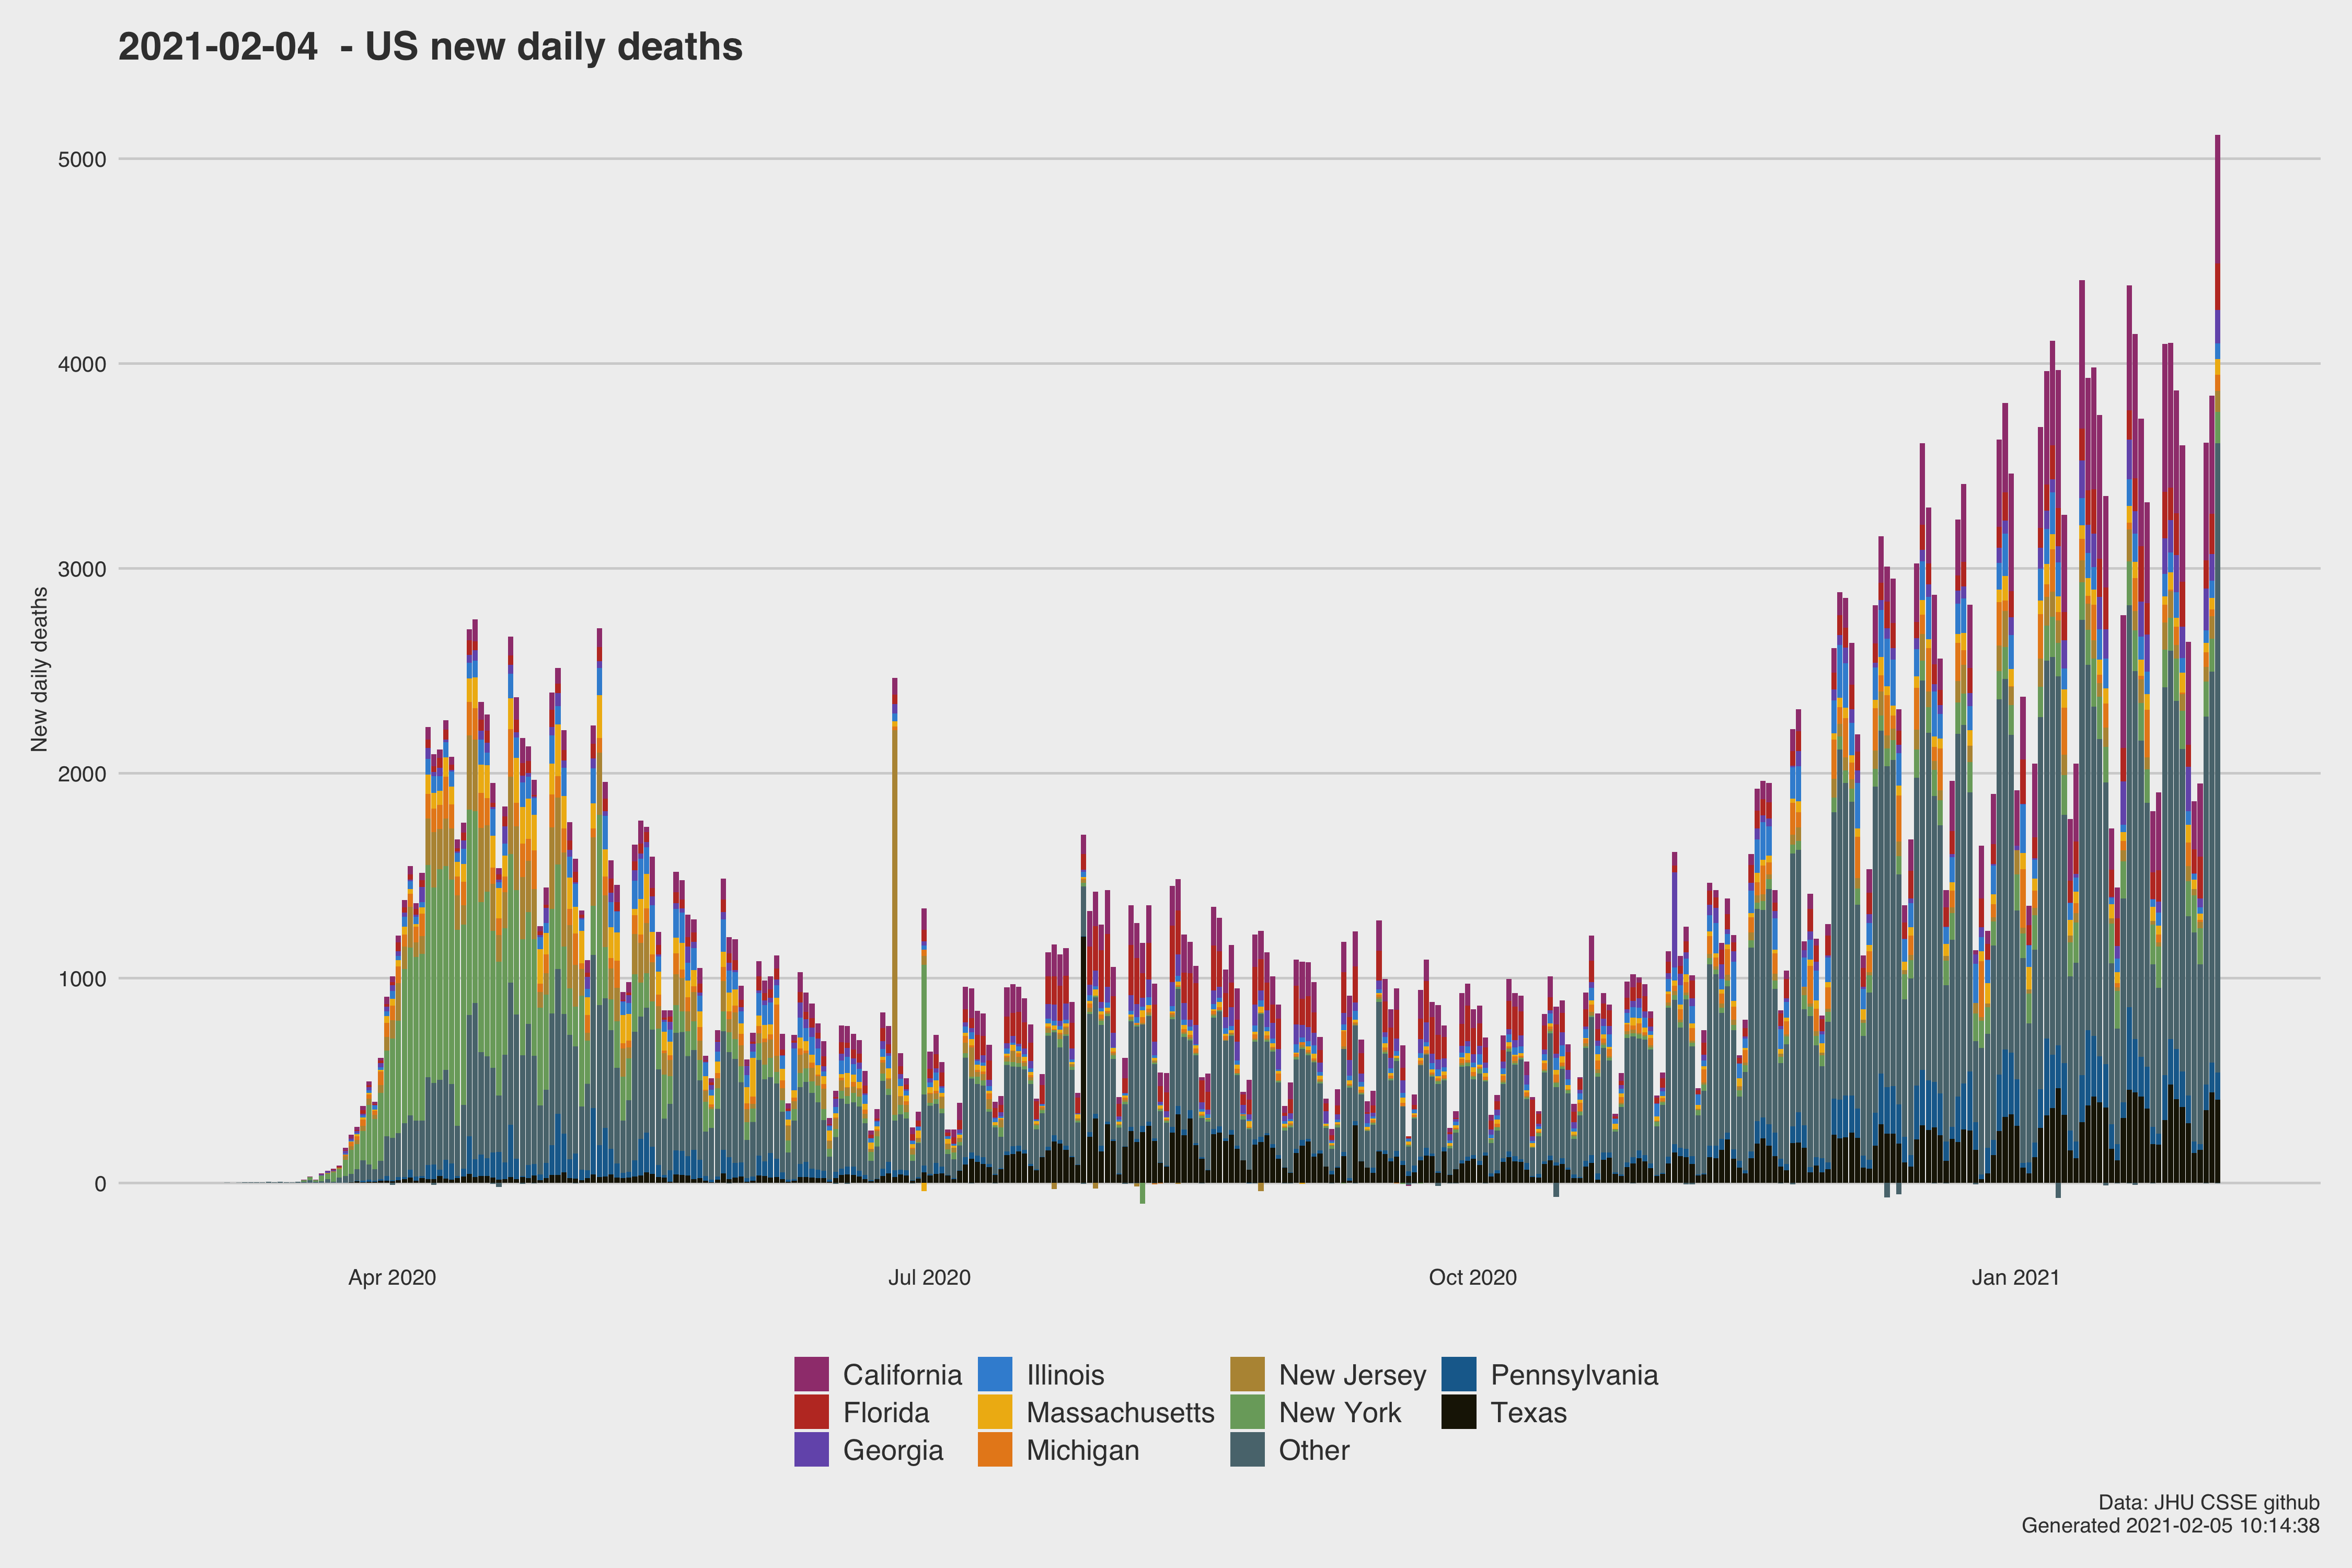 2021-02-04  - US new daily deaths
5000
4000
3000
2000
1000
0
New daily deaths
Apr 2020
Jul 2020
Oct 2020
Jan 2021
California
Florida
Georgia
Illinois
Massachusetts
Michigan
New Jersey
New York
Other
Pennsylvania
Texas
Data: JHU CSSE github
Generated 2021-02-05 10:14:38